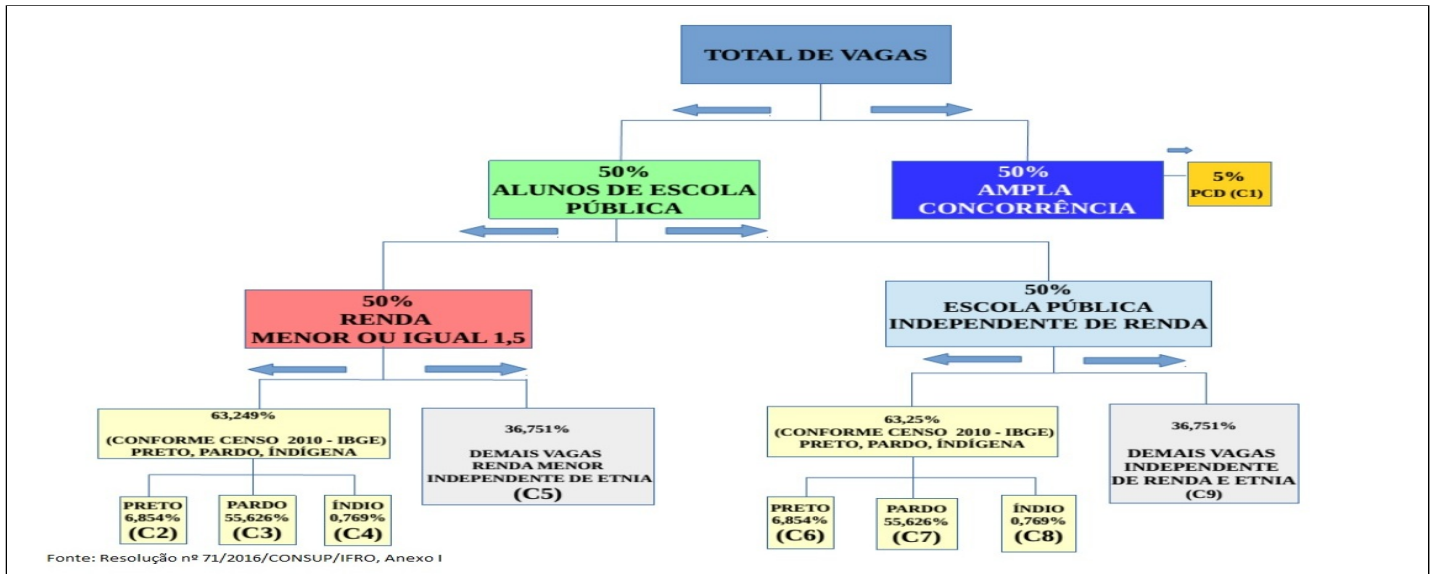 TOTAL DE VAGAS
50%
ALUNOS DE ESCOLA
PÚBLICA
50%
AMPLA
CONCORRÊNCIA
5%
PCD (C1)
50%
RENDA
MENOR OU IGUAL 1,5
50%
ESCOLA PÚBLICA
INDEPENDENTE DE RENDA
63,249%
(CONFORME CENSO 2010 - IBGE)
PRETO, PARDO, ÍNDÍGENA
36,751%
DEMAIS VAGAS
RENDA MENOR
INDEPENDENTE DE ETNIA
(C5)
63,25%
(CONFORME CENSO 2010 - IBGE)
PRETO, PARDO, ÍNDÍGENA
36,751%
DEMAIS VAGAS
INDEPENDENTE
DE RENDA E ETNIA
(C9)
PRETO
6,854%
(C2)
PARDO
55,626%
(C3)
ÍNDIO
0,769%
(C4)
PRETO
6,854%
(C6)
PARDO
55,626%
(C7)
ÍNDIO
0,769%
(C8)
Fonte: Resolução nº 71/2016/CONSUP/IFRO, Anexo I